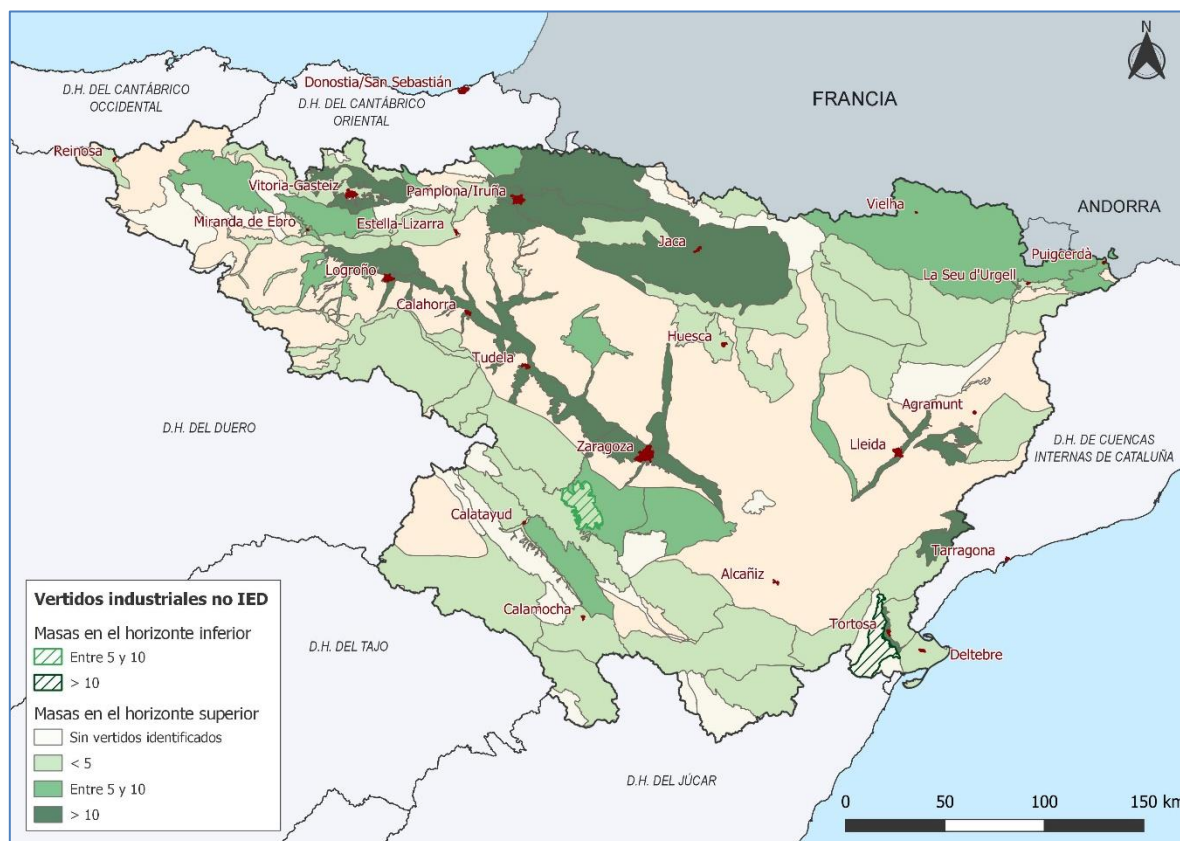 N
Donostia/San Sebastián
D.H. DEL CANTÁBRICO
OCCIDENTAL
D.H. DEL CANTÁBRICO
ORIENTAL
FRANCIA
Reinosa
Vitoria-Gasteiz
Pamplona/Iruña
Vielha
ANDORRA
Miranda de Ebro
Estella-Lizarra
Jaca
Puigcerdà
La Seu d'Urgell
Logroño
Calahorra
Huesca
Tudela
Agramunt
D.H. DEL DUERO
Zaragoza
Lleida
D.H. DE CUENCAS
INTERNAS DE CATALUÑA
Calatayud
Tarragona
Alcañiz
Calamocha
Tortosa
Deltebre
D.H. DEL TAJO
D.H. DEL JÚCAR
Vertidos industriales no IED
Masas en el horizonte inferior
Entre 5 y 10
> 10
Masas en el horizonte superior
Sin vertidos identificados
< 5
Entre 5 y 10
> 10
0 50 100 150 km